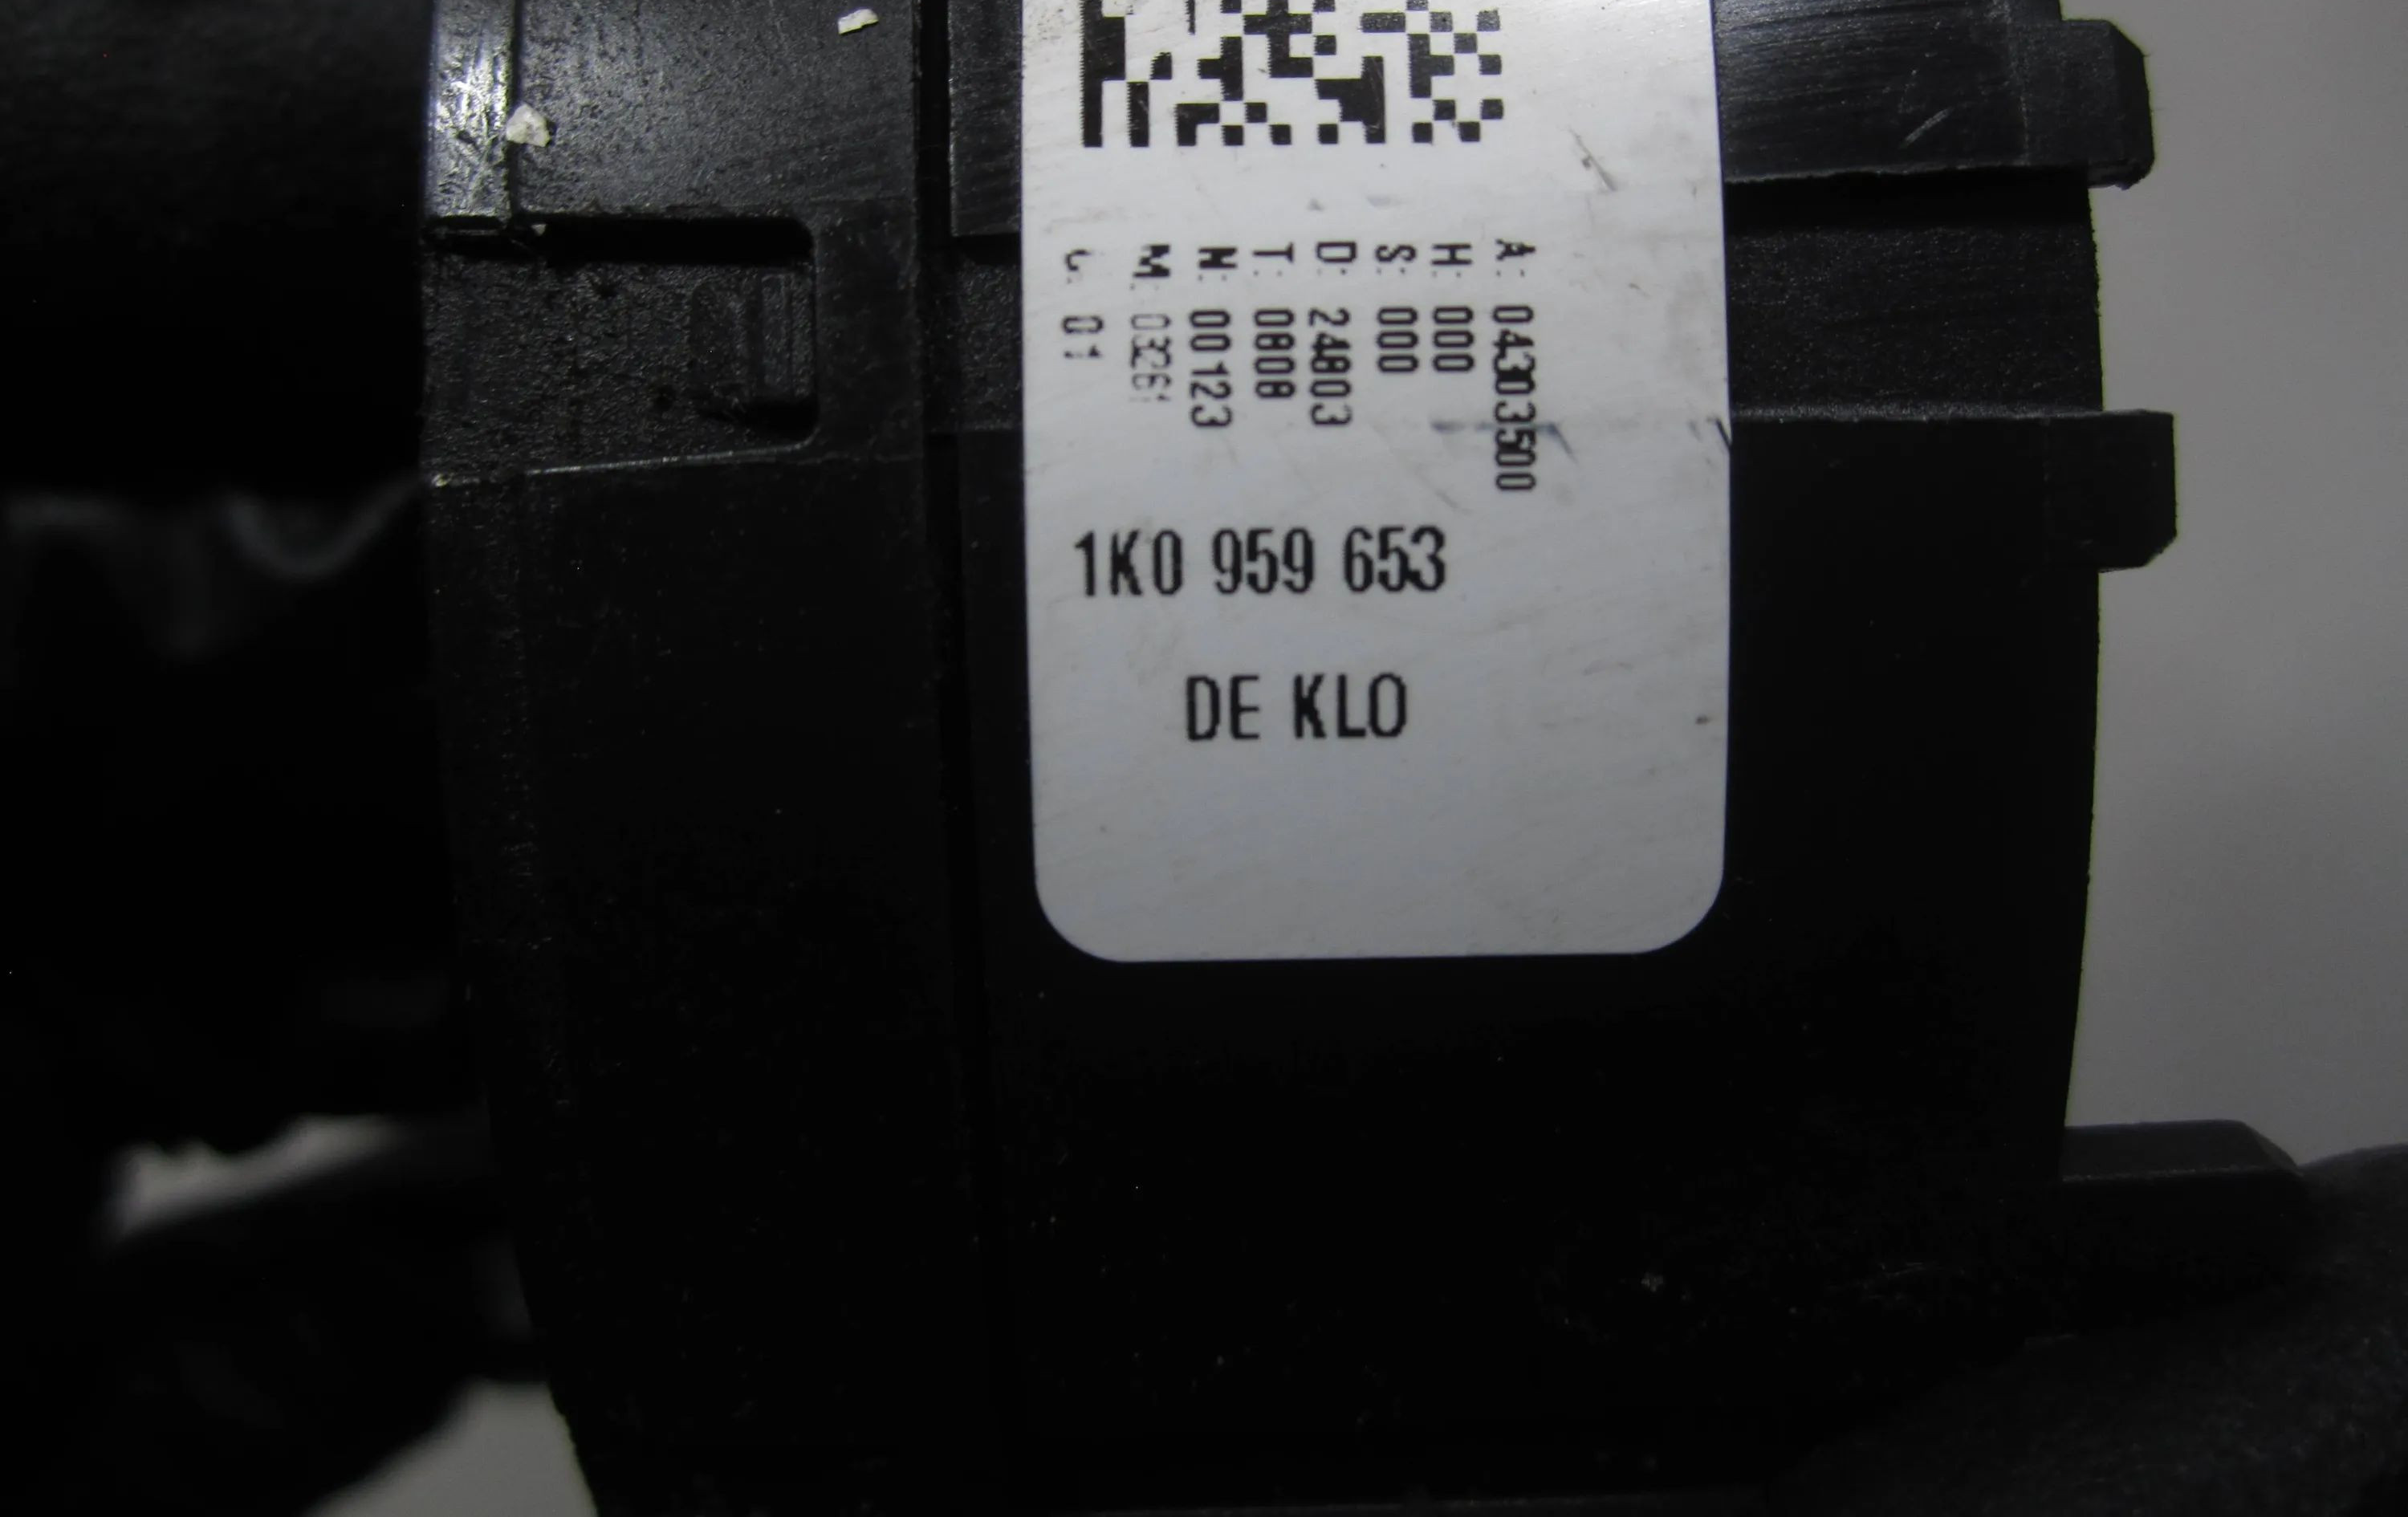 A: 04303500
H: 000
S: 000
D: 24803
T: 0808
N: 00123
M: 03261
01
1K0 959 653
DE KLO